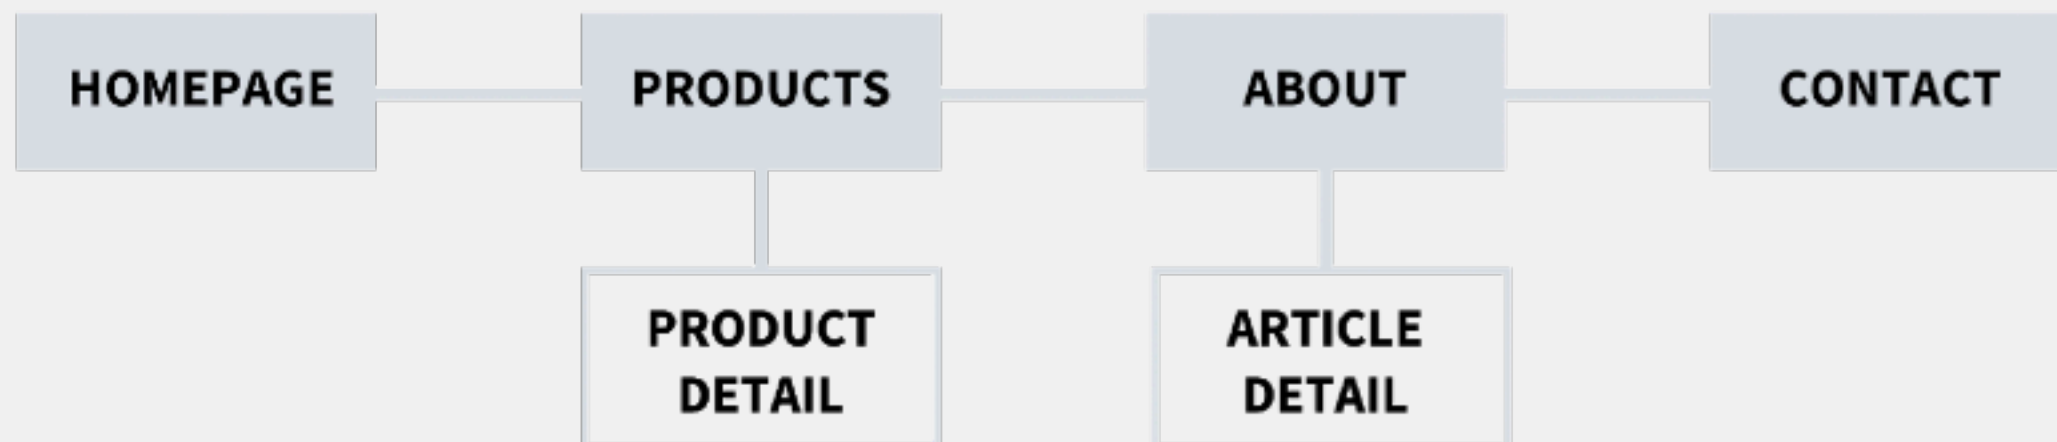 HOMEPAGE
PRODUCTS
ABOUT
CONTACT
PRODUCT
DETAIL
ARTICLE
DETAIL